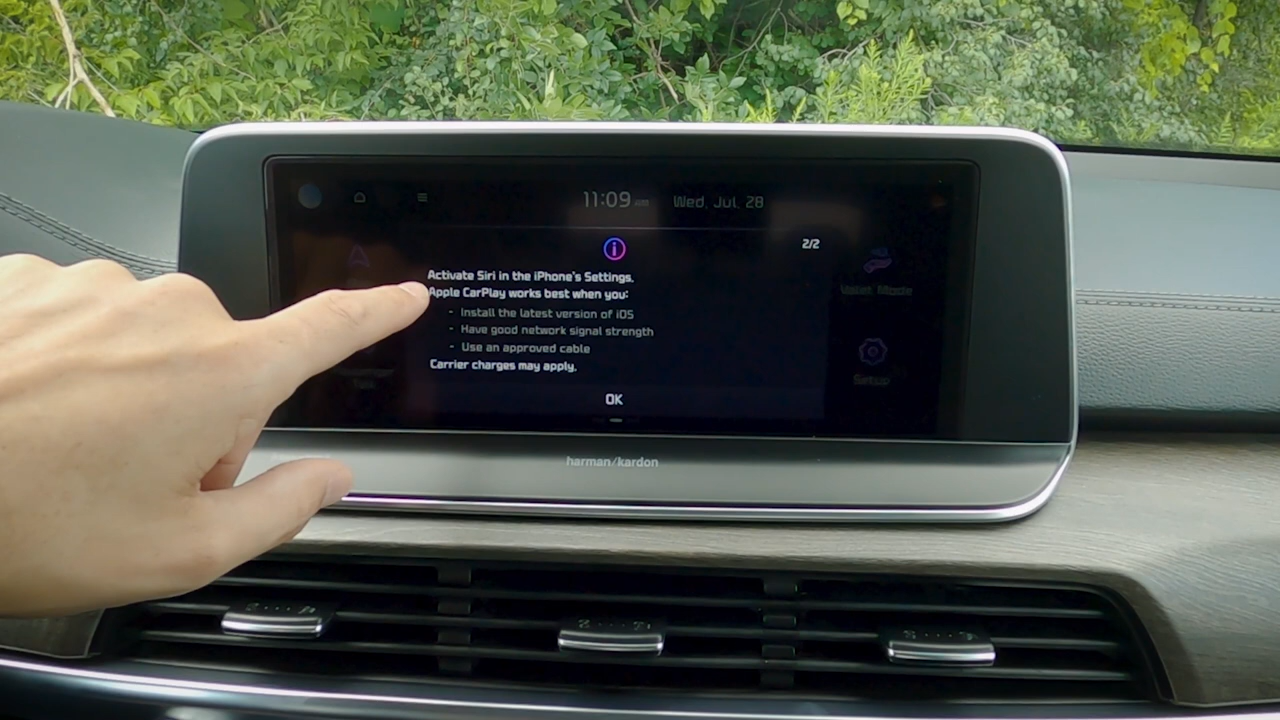 11:09 AM Wed, Jul. 28
2/2
Activate Siri in the iPhone's Settings.
Apple CarPlay works best when you:
- Install the latest version of iOS
- Have good network signal strength
- Use an approved cable
Carrier charges may apply.
OK
Valet Mode
Setup
harman/kardon